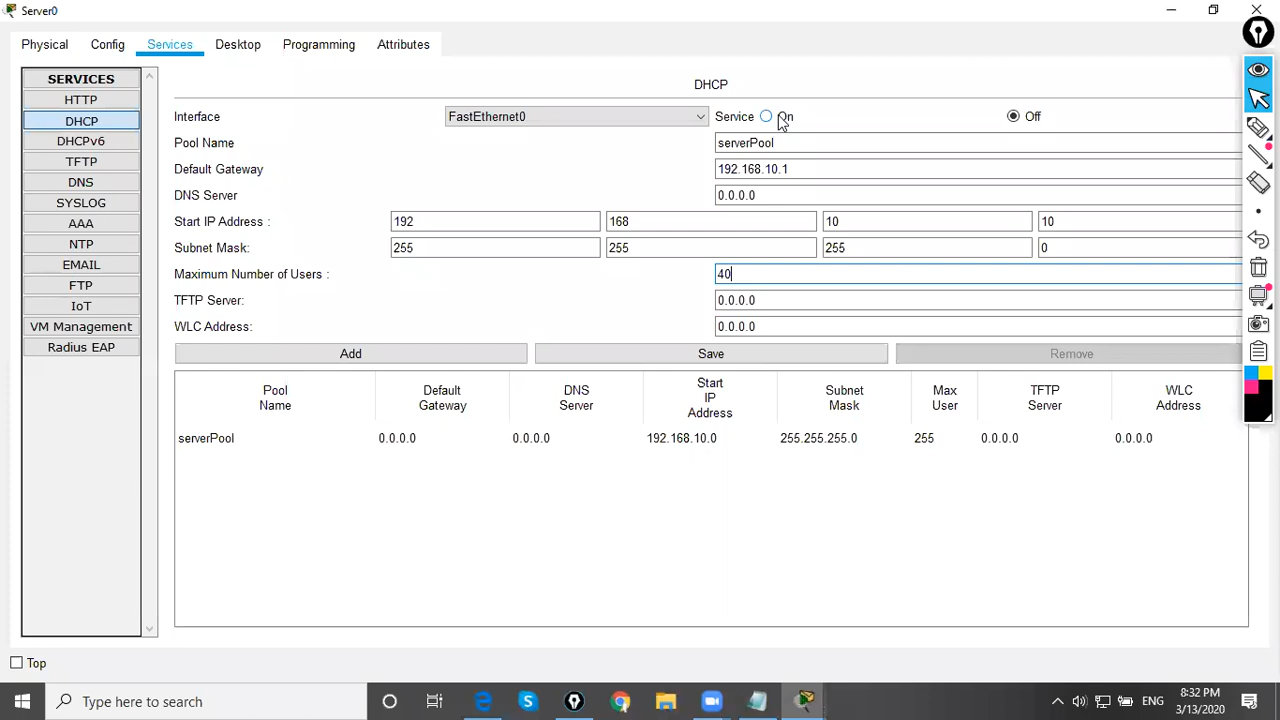 Server0
Physical Config Services Desktop Programming Attributes
SERVICES
HTTP
DHCP
DHCPv6
TFTP
DNS
SYSLOG
AAA
NTP
EMAIL
FTP
IoT
VM Management
Radius EAP
DHCP
Interface FastEthernet0 Service On Off
Pool Name serverPool
Default Gateway 192.168.10.1
DNS Server 0.0.0.0
Start IP Address : 192 168 10 10
Subnet Mask: 255 255 255 0
Maximum Number of Users : 40
TFTP Server: 0.0.0.0
WLC Address: 0.0.0.0
Add Save Remove
Pool Name Default Gateway DNS Server Start IP Address Subnet Mask Max User TFTP Server WLC Address
serverPool 0.0.0.0 0.0.0.0 192.168.10.0 255.255.255.0 255 0.0.0.0 0.0.0.0
Top
Type here to search ENG 8:32 PM
3/13/2020